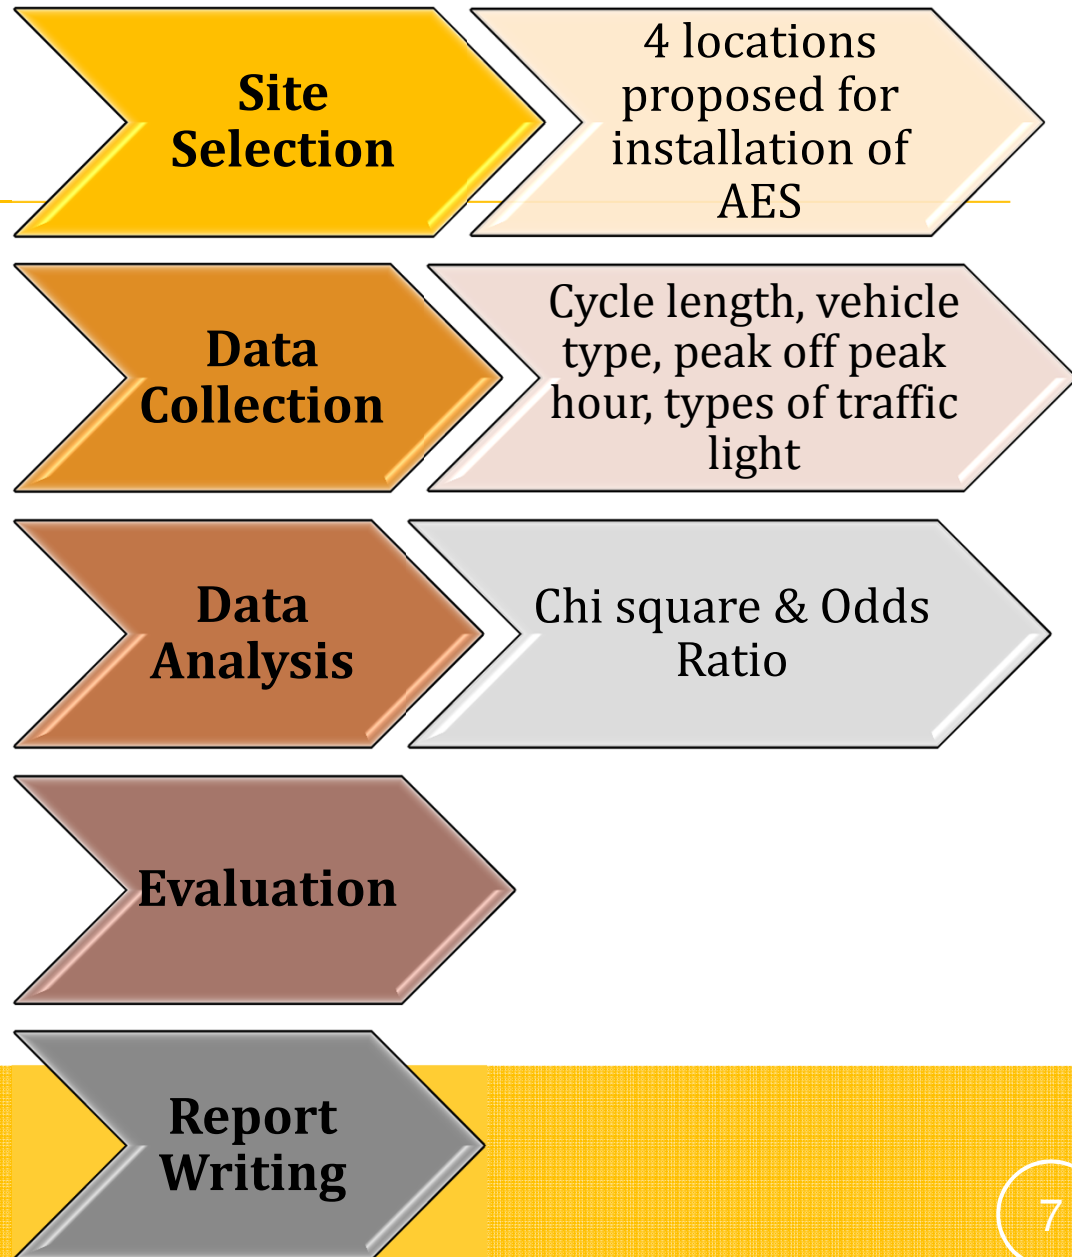 Site
Selection
4 locations
proposed for
installation of
AES
Data
Collection
Cycle length, vehicle
type, peak off peak
hour, types of traffic
light
Data
Analysis
Chi square & Odds
Ratio
Evaluation
Report
Writing
7